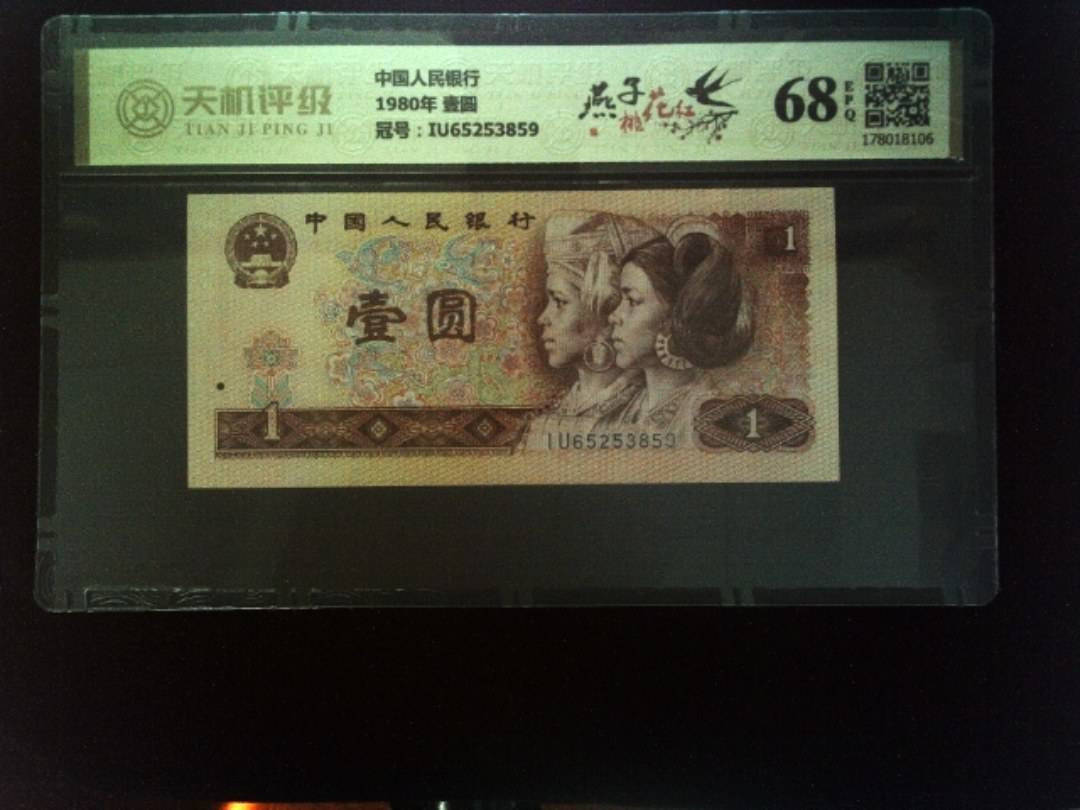 天机评级
TIAN JI PING JI
中国人民银行
1980年 壹圆
冠号：IU65253859
燕子
桃花红
68
EPQ
178018106
中国人民银行
1
壹圆
1
IU65253859
1